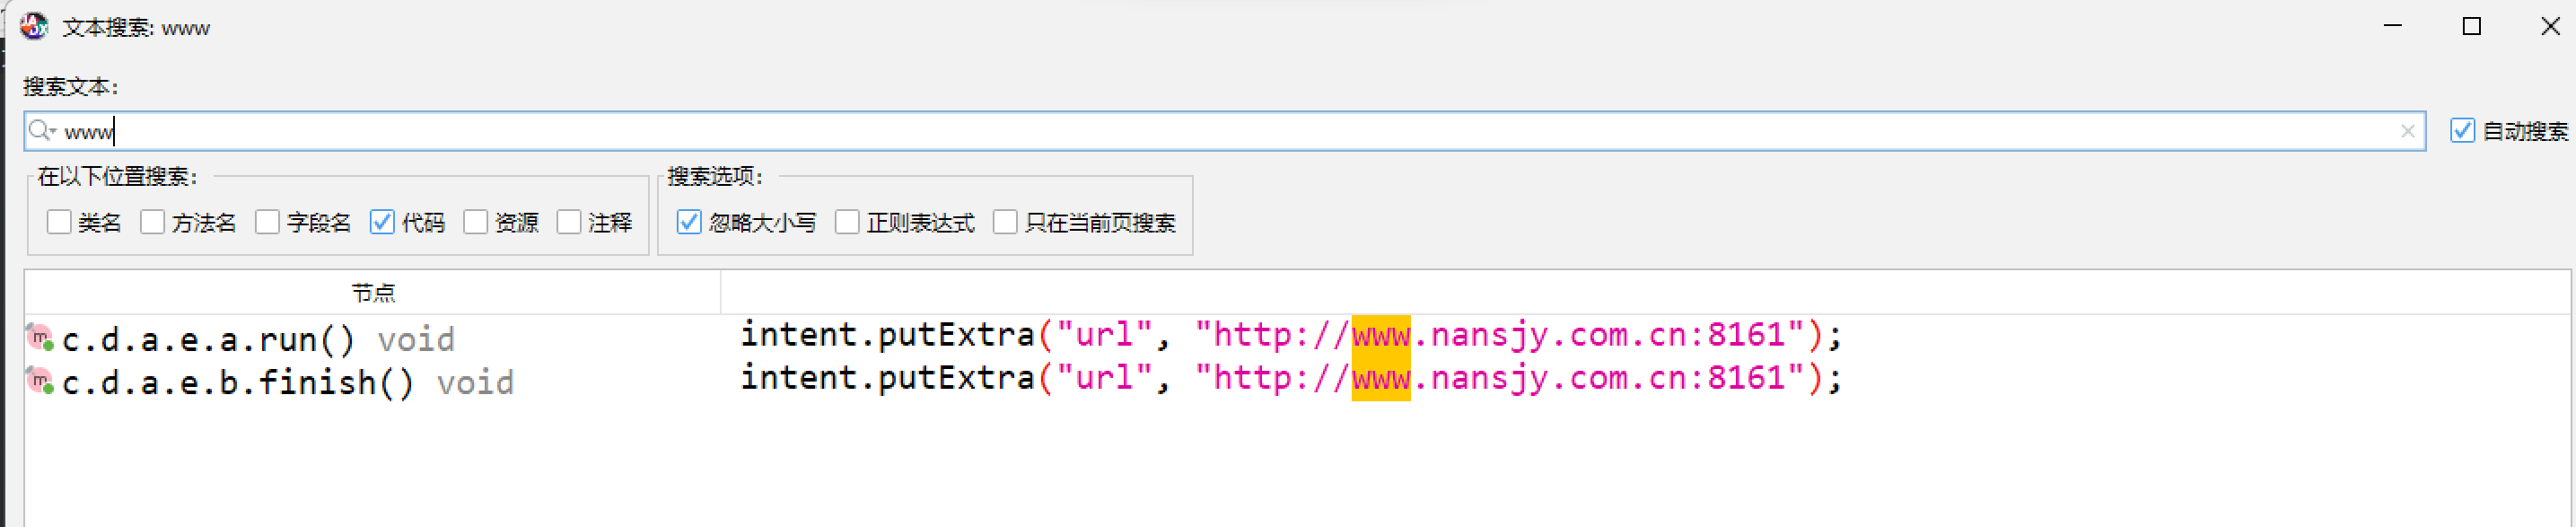 文本搜索: www
搜索文本:
www
自动搜索
在以下位置搜索:
类名 方法名 字段名 代码 资源 注释
搜索选项:
忽略大小写 正则表达式 只在当前页搜索
节点
c.d.a.e.a.run() void intent.putExtra("url", "http://www.nansjy.com.cn:8161");
c.d.a.e.b.finish() void intent.putExtra("url", "http://www.nansjy.com.cn:8161");